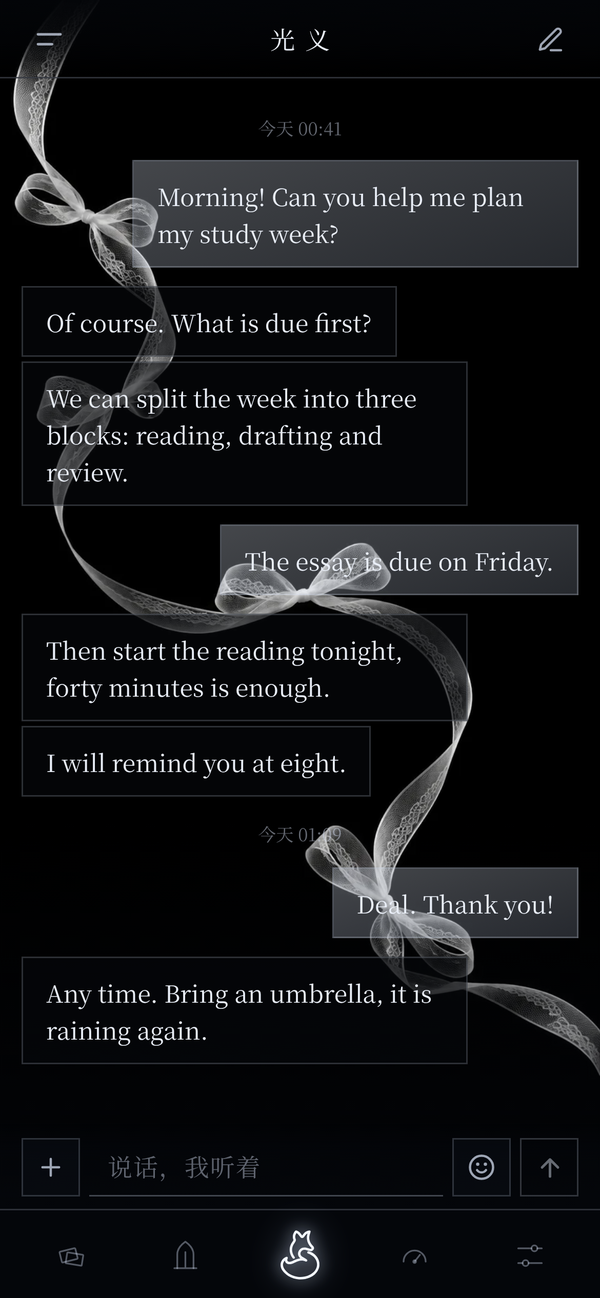 光义
今天 00:41
Morning! Can you help me plan
my study week?
Of course. What is due first?
We can split the week into three
blocks: reading, drafting and
review.
The essay is due on Friday.
Then start the reading tonight,
forty minutes is enough.
I will remind you at eight.
今天 01:09
Deal. Thank you!
Any time. Bring an umbrella, it is
raining again.
说话，我听着